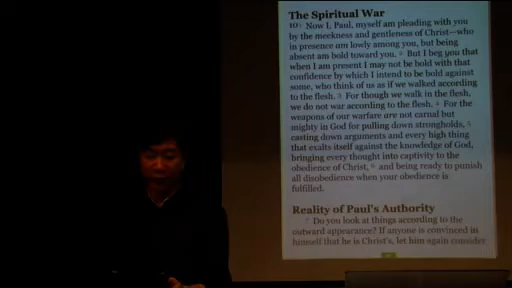 The Spiritual War
10: Now I, Paul, myself am pleading with you
by the meekness and gentleness of Christ—who
in presence am lowly among you, but being
absent am bold toward you. 2 But I beg you that
when I am present I may not be bold with that
confidence by which I intend to be bold against
some, who think of us as if we walked according
to the flesh. 3 For though we walk in the flesh,
we do not war according to the flesh. 4 For the
weapons of our warfare are not carnal but
mighty in God for pulling down strongholds, 5
casting down arguments and every high thing
that exalts itself against the knowledge of God,
bringing every thought into captivity to the
obedience of Christ, 6 and being ready to punish
all disobedience when your obedience is
fulfilled.
Reality of Paul's Authority
7 Do you look at things according to the
outward appearance? If anyone is convinced in
himself that he is Christ's, let him again consider